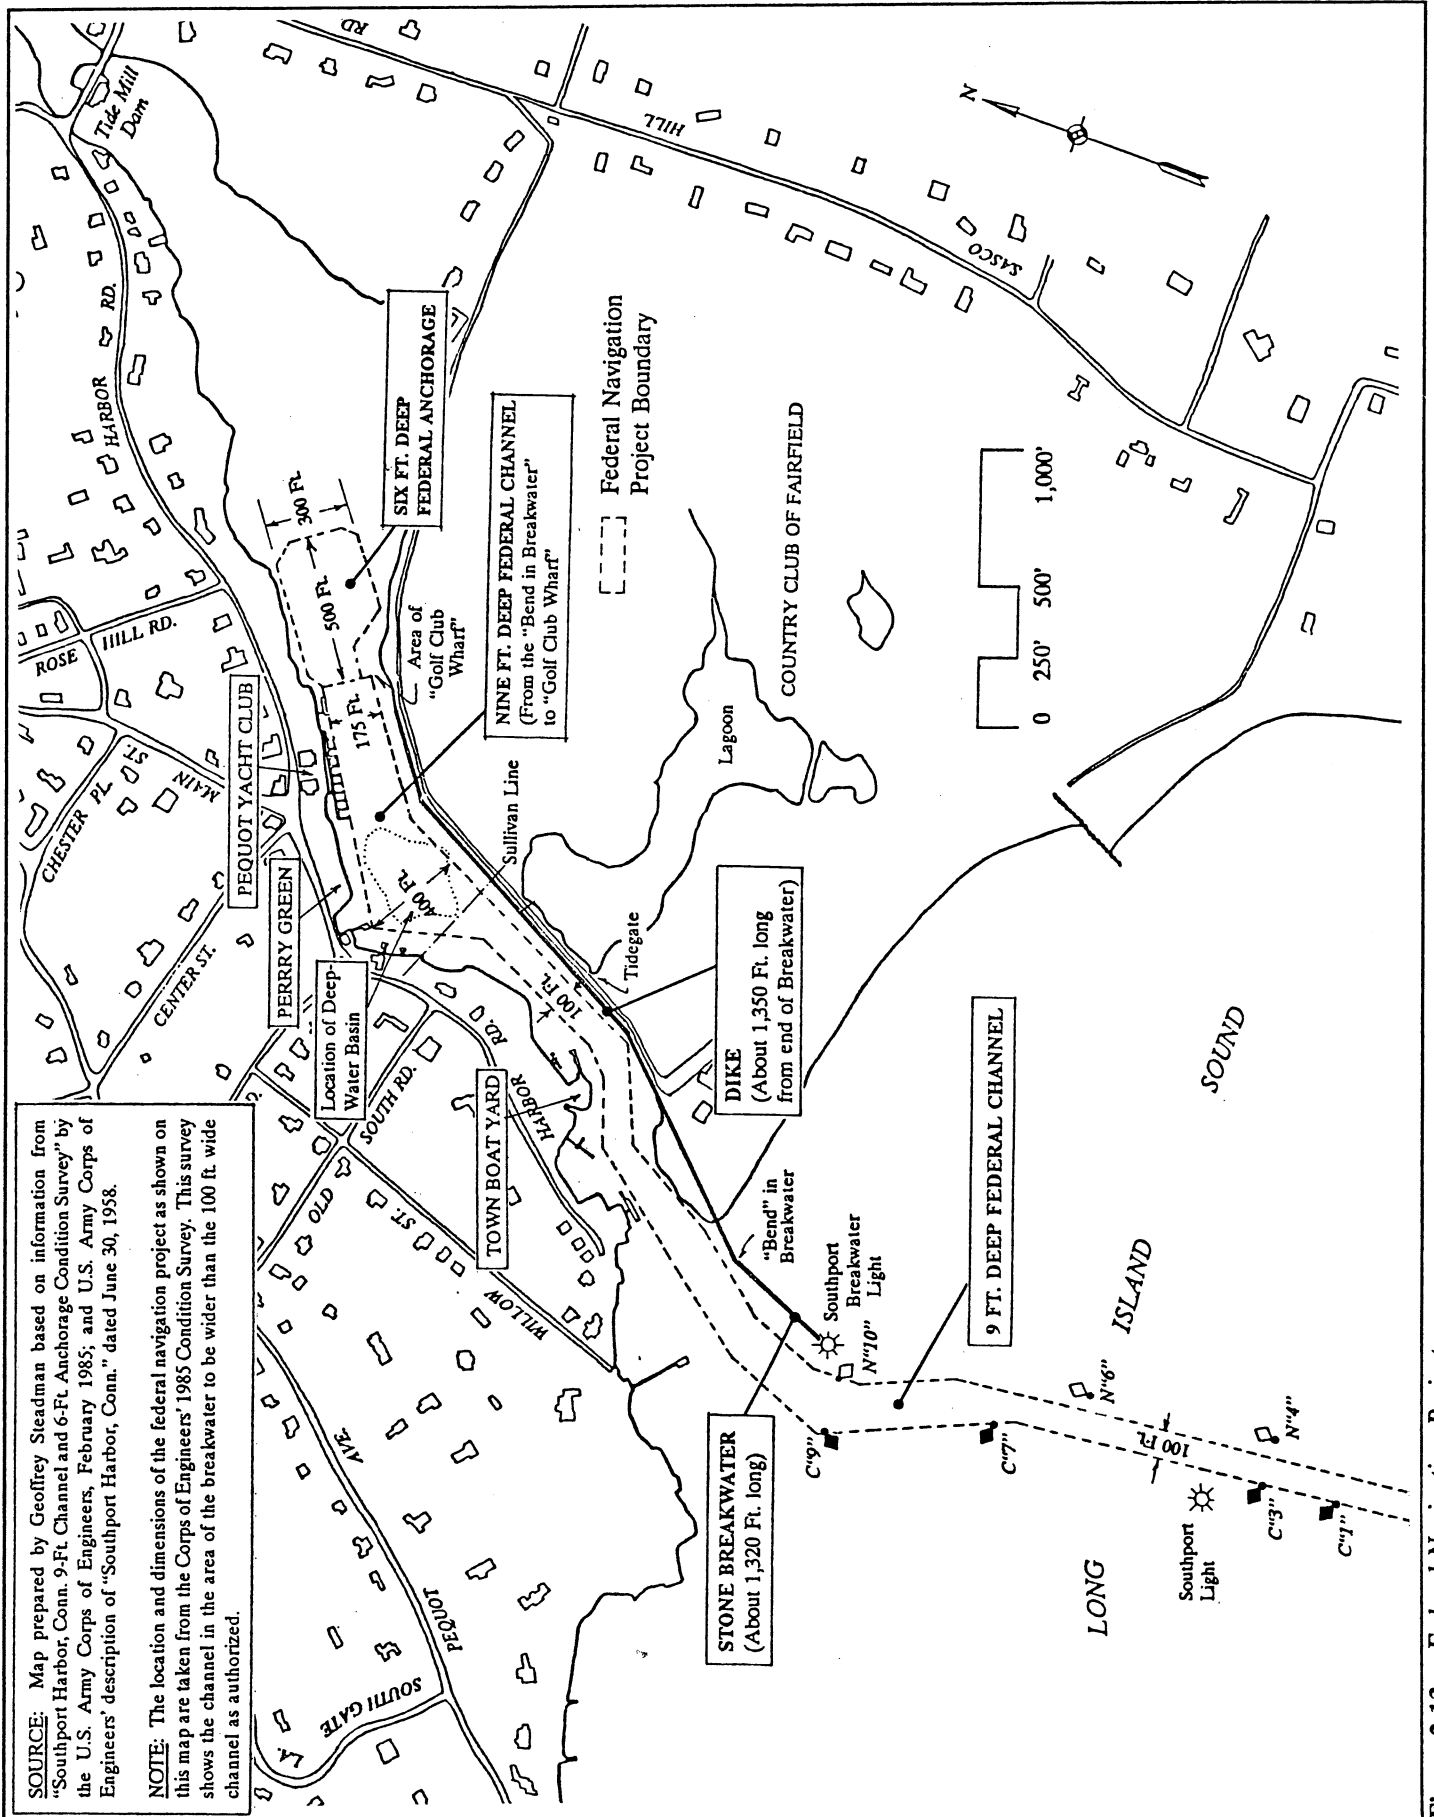 SOURCE: Map prepared by Geoffrey Steadman based on information from
"Southport Harbor, Conn. 9-Ft. Channel and 6-Ft. Anchorage Condition Survey" by
the U.S. Army Corps of Engineers, February 1985; and U.S. Army Corps of
Engineers' description of "Southport Harbor, Conn." dated June 30, 1958.
NOTE: The location and dimensions of the federal navigation project as shown on
this map are taken from the Corps of Engineers' 1985 Condition Survey. This survey
shows the channel in the area of the breakwater to be wider than the 100 ft. wide
channel as authorized.
Tide Mill
Dam
HARBOR RD.
ROSE HILL RD.
CHESTER PL.
MAIN ST.
CENTER ST.
PEQUOT YACHT CLUB
PERRRY GREEN
Location of Deep-
Water Basin
OLD SOUTH RD.
HARBOR RD.
TOWN BOAT YARD
WILLOW ST.
PEQUOT AVE.
SOUTH GATE LA.
D.
300 Ft.
500 Ft.
175 Ft.
400 Ft.
100 Ft.
SIX FT. DEEP
FEDERAL ANCHORAGE
Area of
"Golf Club
Wharf"
NINE FT. DEEP FEDERAL CHANNEL
(From the "Bend in Breakwater"
to "Golf Club Wharf"
Sullivan Line
Tidegate
Lagoon
Federal Navigation
Project Boundary
COUNTRY CLUB OF FAIRFIELD
SASCO HILL RD
N
0 250' 500' 1,000'
DIKE
(About 1,350 Ft. long
from end of Breakwater)
"Bend" in
Breakwater
Southport
Breakwater
Light
N"10"
STONE BREAKWATER
(About 1,320 Ft. long)
9 FT. DEEP FEDERAL CHANNEL
C"9"
C"7"
N"6"
100 Ft.
N"4"
C"3"
C"1"
Southport
Light
LONG ISLAND SOUND